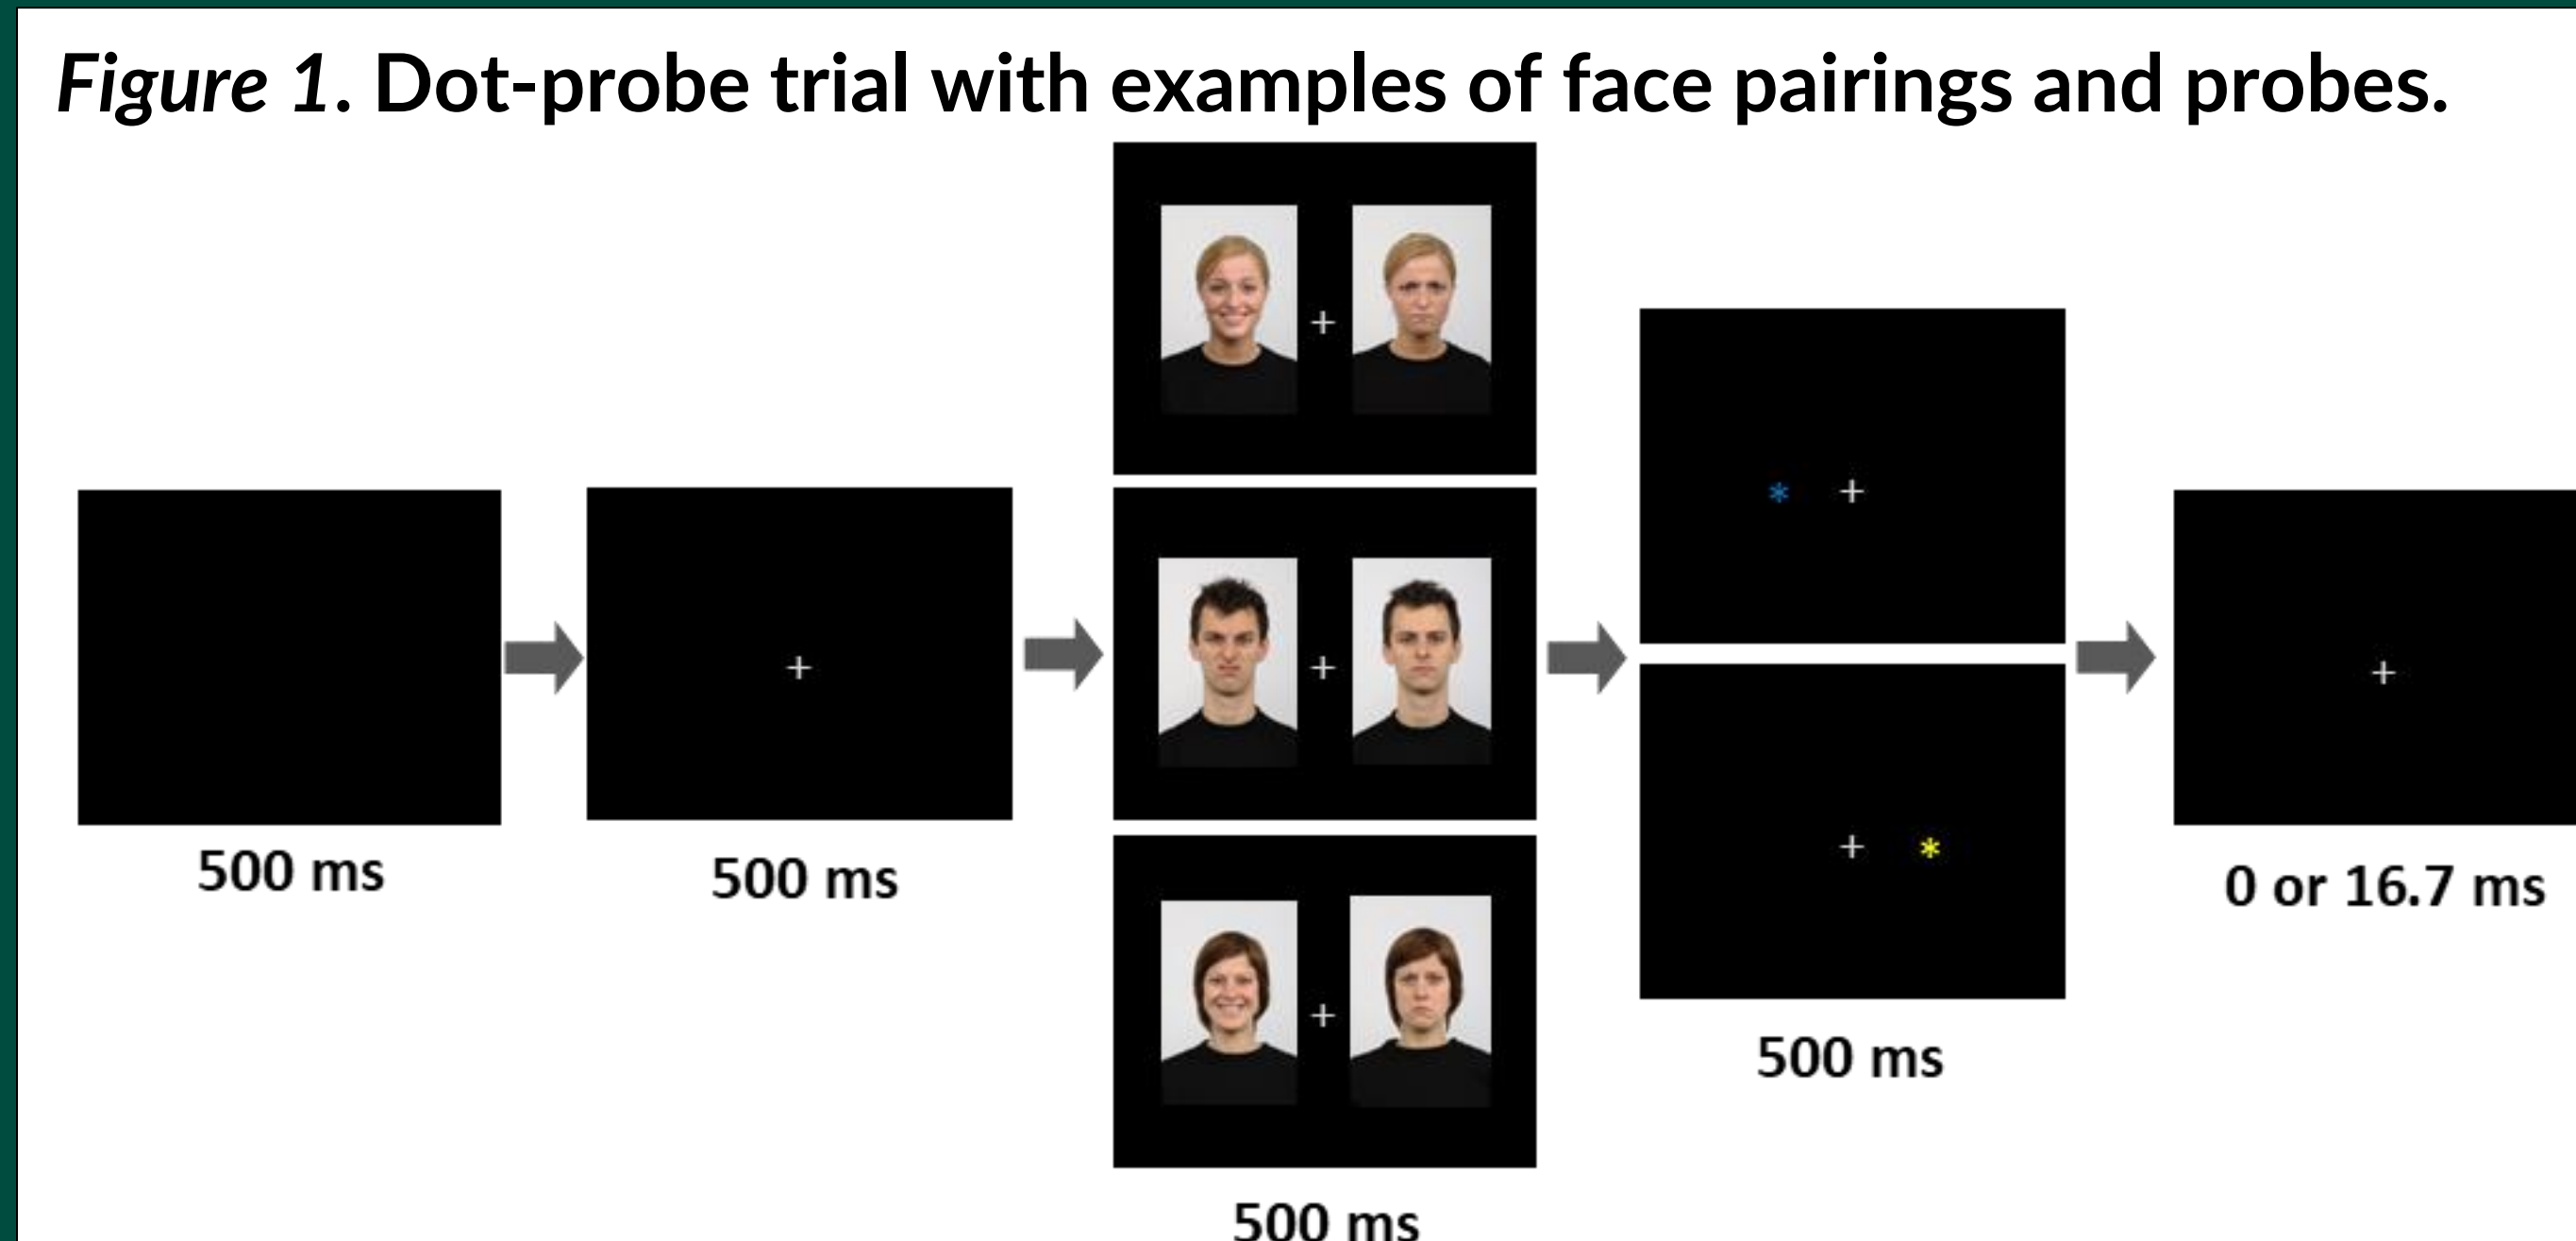 Figure 1. Dot-probe trial with examples of face pairings and probes.
500 ms
500 ms
500 ms
500 ms
0 or 16.7 ms